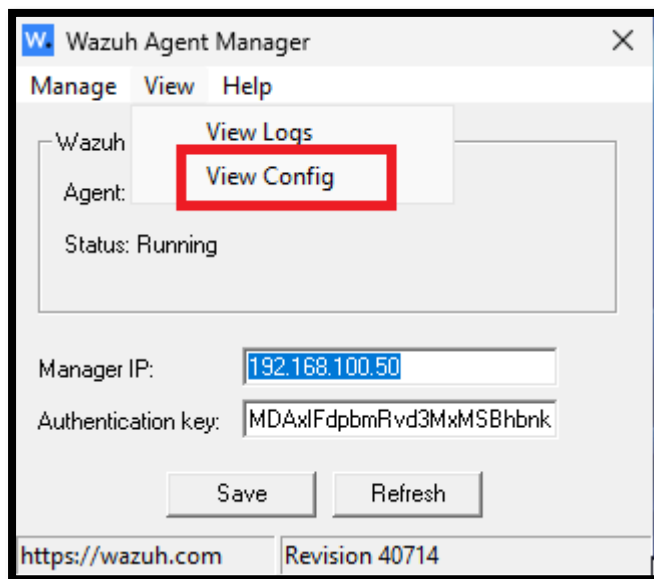 W. Wazuh Agent Manager
Manage View Help
View Logs
View Config
Wazuh
Agent:
Status: Running
Manager IP: 192.168.100.50
Authentication key: MDAxIFdpbmRvd3MxMSBhbnk
Save Refresh
https://wazuh.com Revision 40714